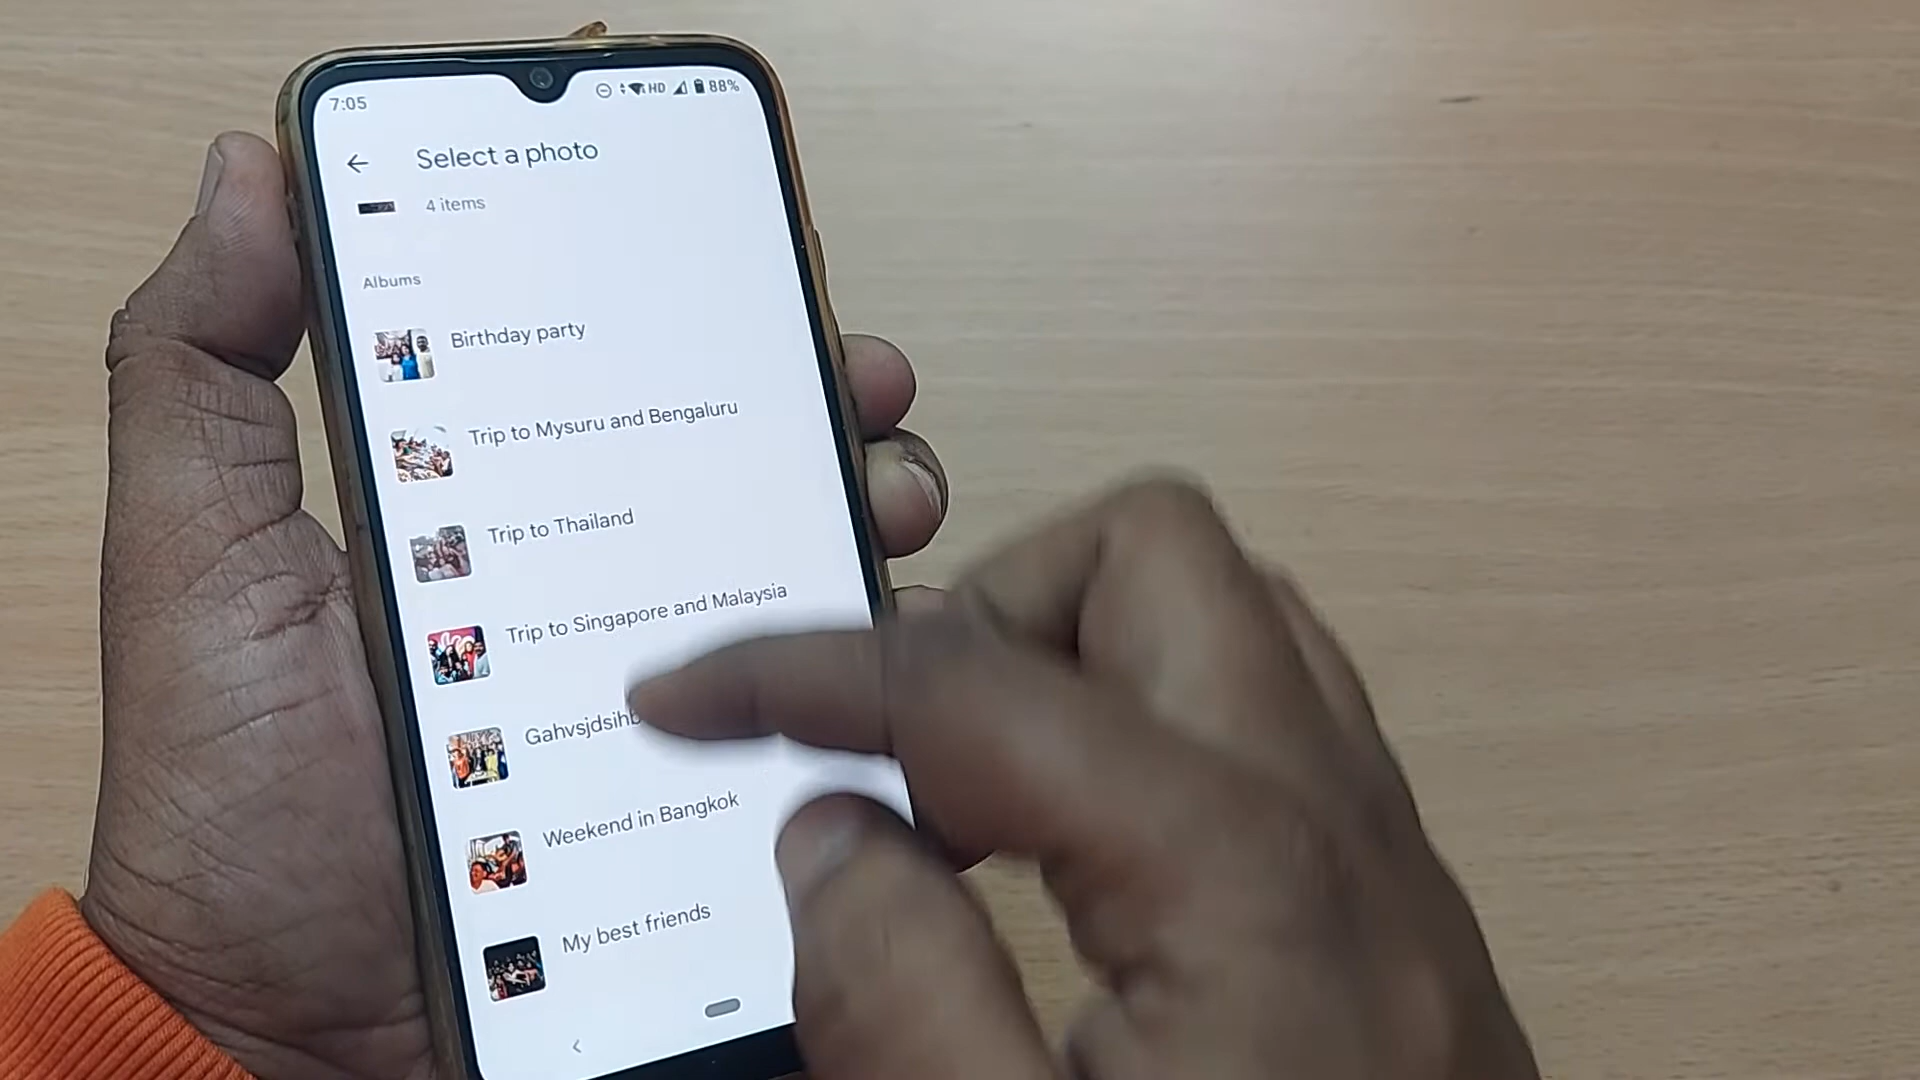 7:05
HD 88%
Select a photo
4 items
Albums
Birthday party
Trip to Mysuru and Bengaluru
Trip to Thailand
Trip to Singapore and Malaysia
Weekend in Bangkok
My best friends